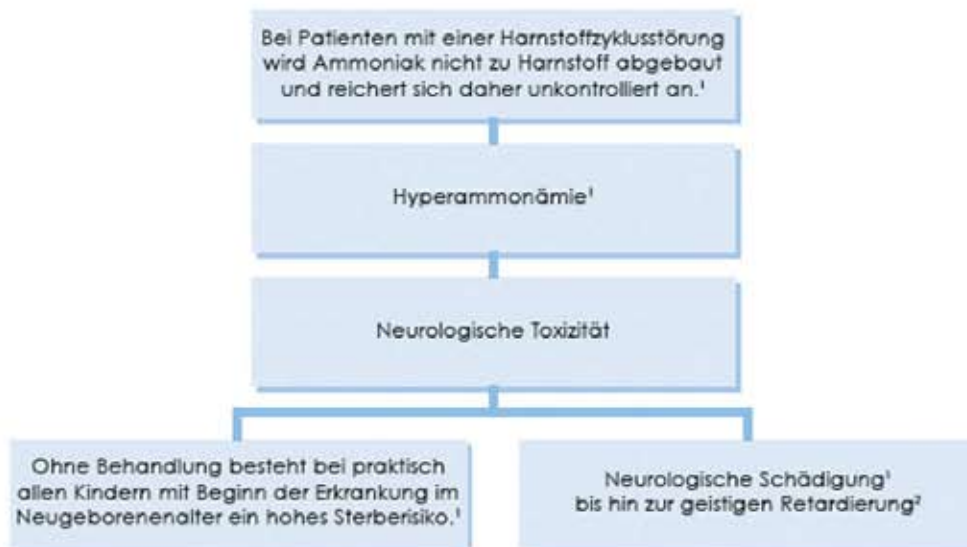 Bei Patienten mit einer Harnstoffzyklusstörung
wird Ammoniak nicht zu Harnstoff abgebaut
und reichert sich daher unkontrolliert an.¹
Hyperammonämie¹
Neurologische Toxizität
Ohne Behandlung besteht bei praktisch
allen Kindern mit Beginn der Erkrankung im
Neugeborenenalter ein hohes Sterberisiko.¹
Neurologische Schädigung¹
bis hin zur geistigen Retardierung²